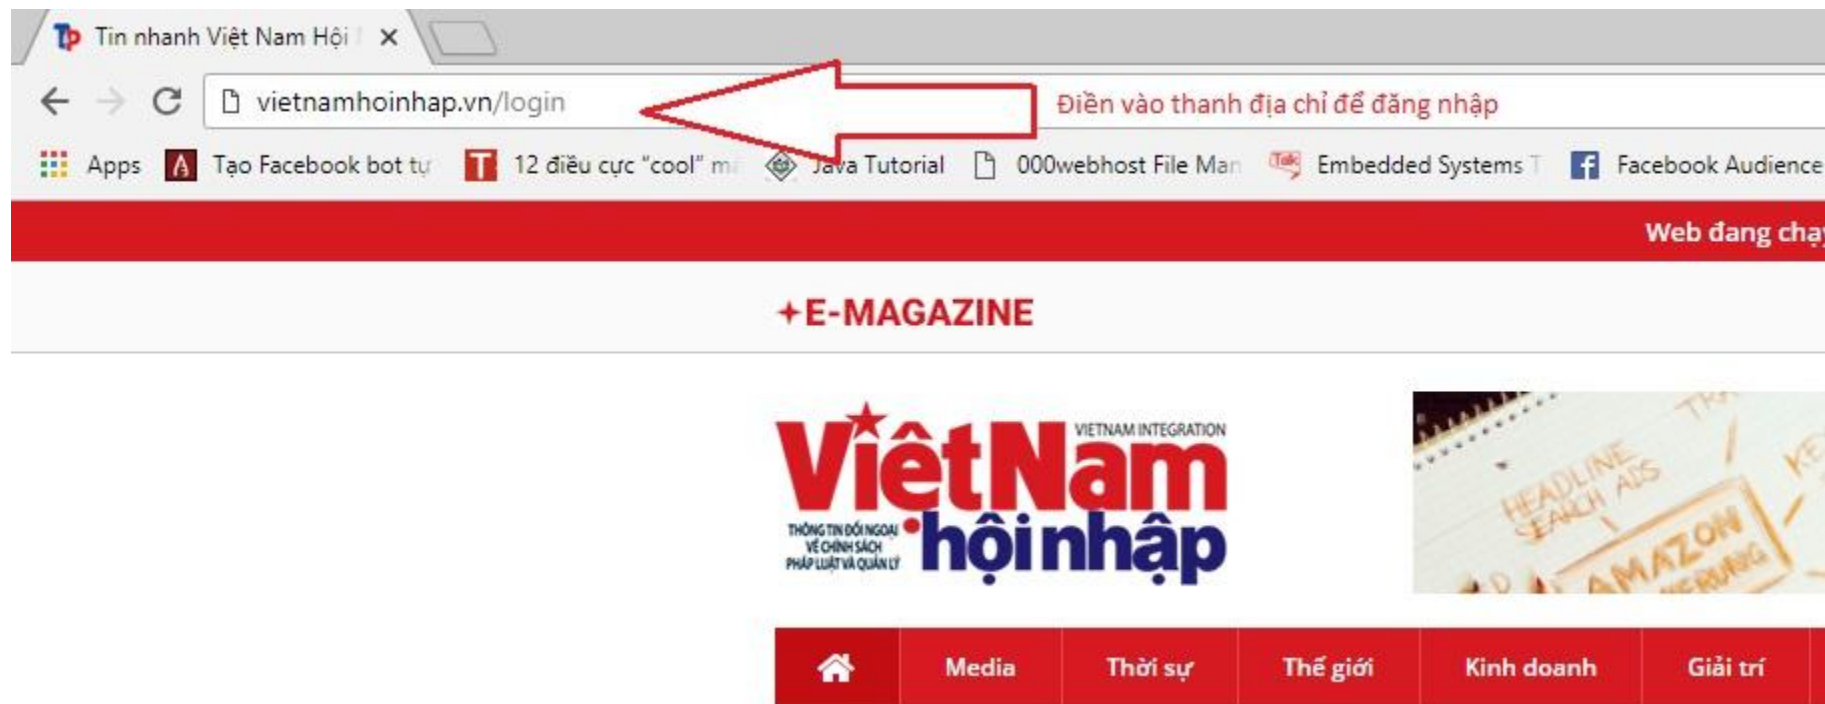 Tin nhanh Việt Nam Hội
vietnamhoinhap.vn/login
Điền vào thanh địa chỉ để đăng nhập
Apps Tạo Facebook bot tự 12 điều cực "cool" Java Tutorial 000webhost File Man Embedded Systems T Facebook Audience
Web đang chạy
+E-MAGAZINE
ViệtNam
VIETNAM INTEGRATION
hội nhập
THÔNG TIN ĐỐI NGOẠI
VỀ CHÍNH SÁCH
PHÁP LUẬT VÀ QUẢN LÝ
HEADLINE
SEARCH ADS
AMAZON
Media Thời sự Thế giới Kinh doanh Giải trí